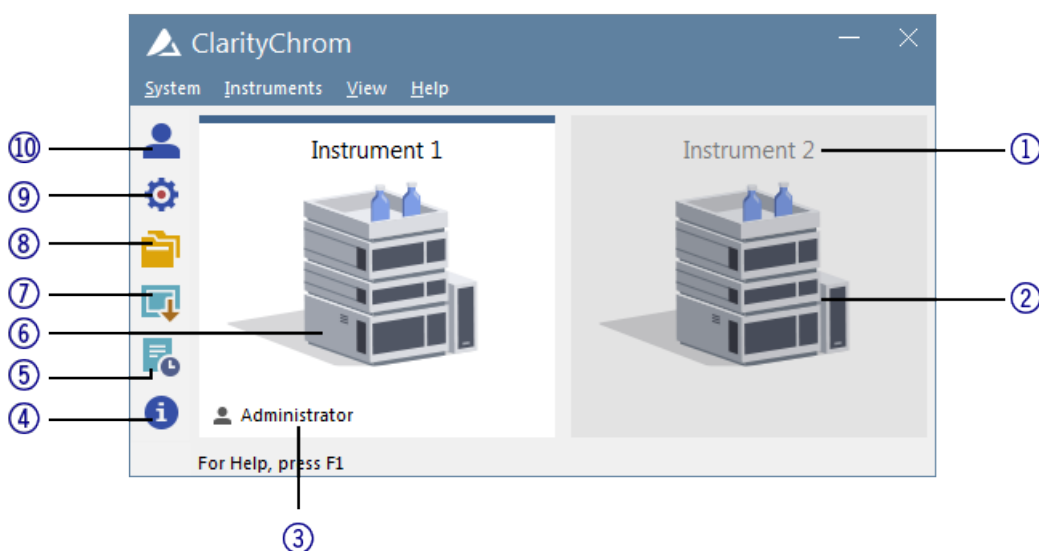 ClarityChrom
System Instruments View Help
⑩ Instrument 1 Instrument 2 ①
⑨
⑧
⑦ ②
⑥
⑤
④ Administrator
For Help, press F1
③